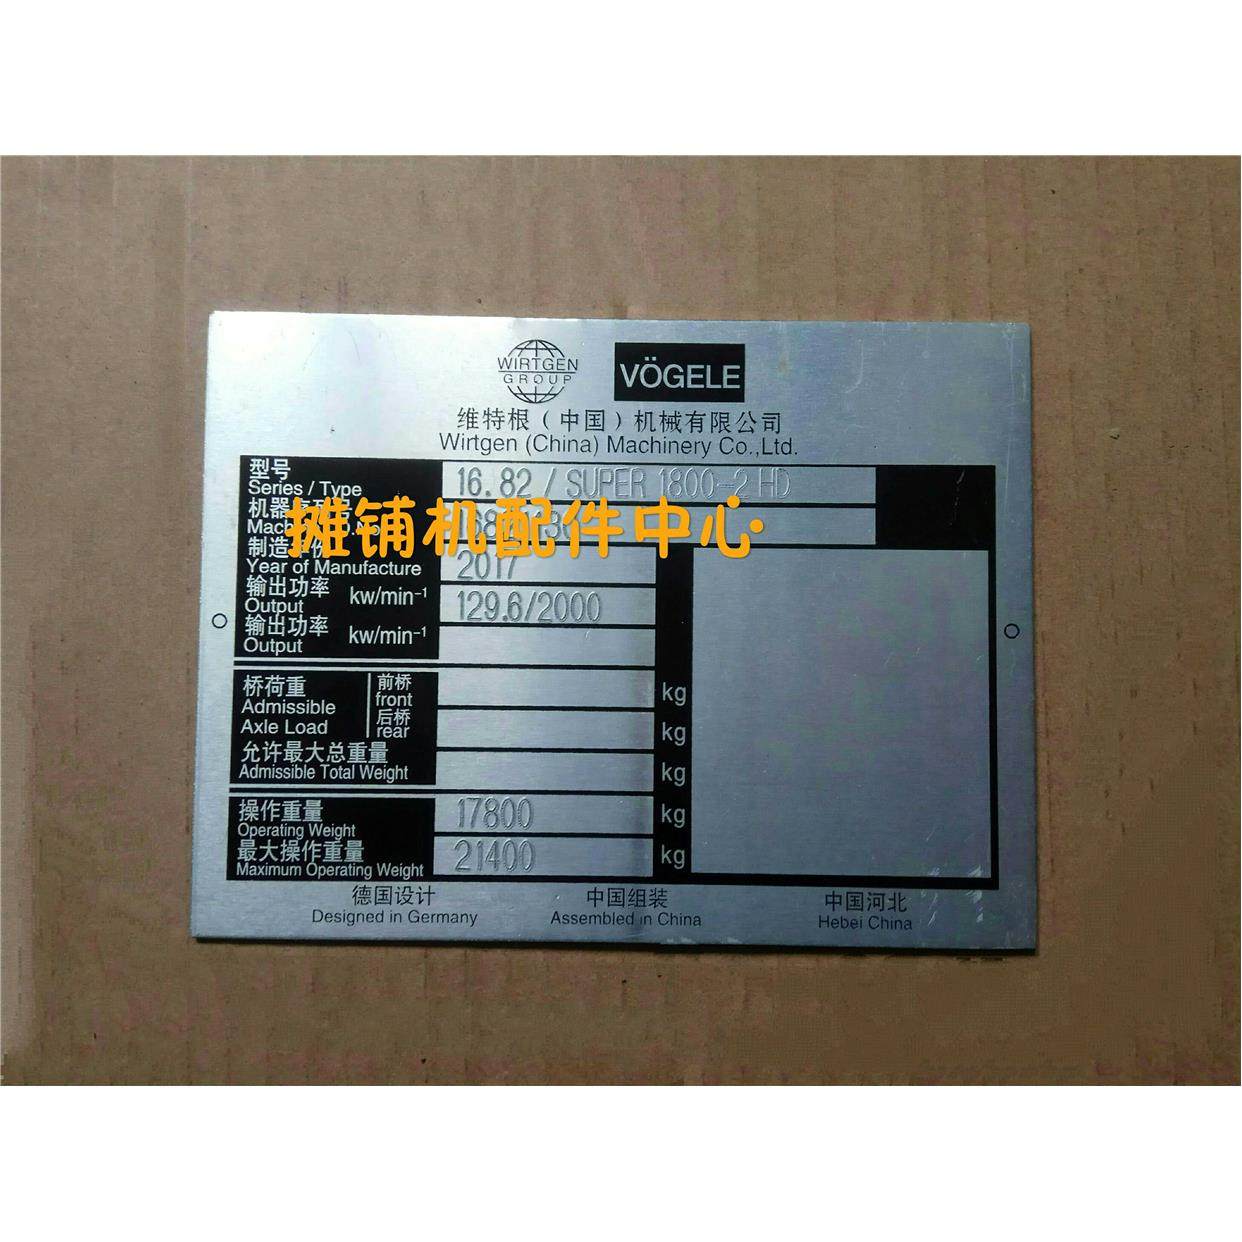 WIRTGEN
GROUP
VÖGELE
维特根（中国）机械有限公司
Wirtgen (China) Machinery Co.,Ltd.
型号
Series / Type 16.82 / SUPER 1800-2 HD
机器
摊铺机配件中心
制造
Year of Manufacture 2017
输出功率
Output kw/min-1 129.6/2000
输出功率
Output kw/min-1
桥荷重
Admissible
Axle Load
前桥
front kg
后桥
rear kg
允许最大总重量
Admissible Total Weight kg
操作重量
Operating Weight 17800 kg
最大操作重量
Maximum Operating Weight 21400 kg
德国设计 中国组装 中国河北
Designed in Germany Assembled in China Hebei China